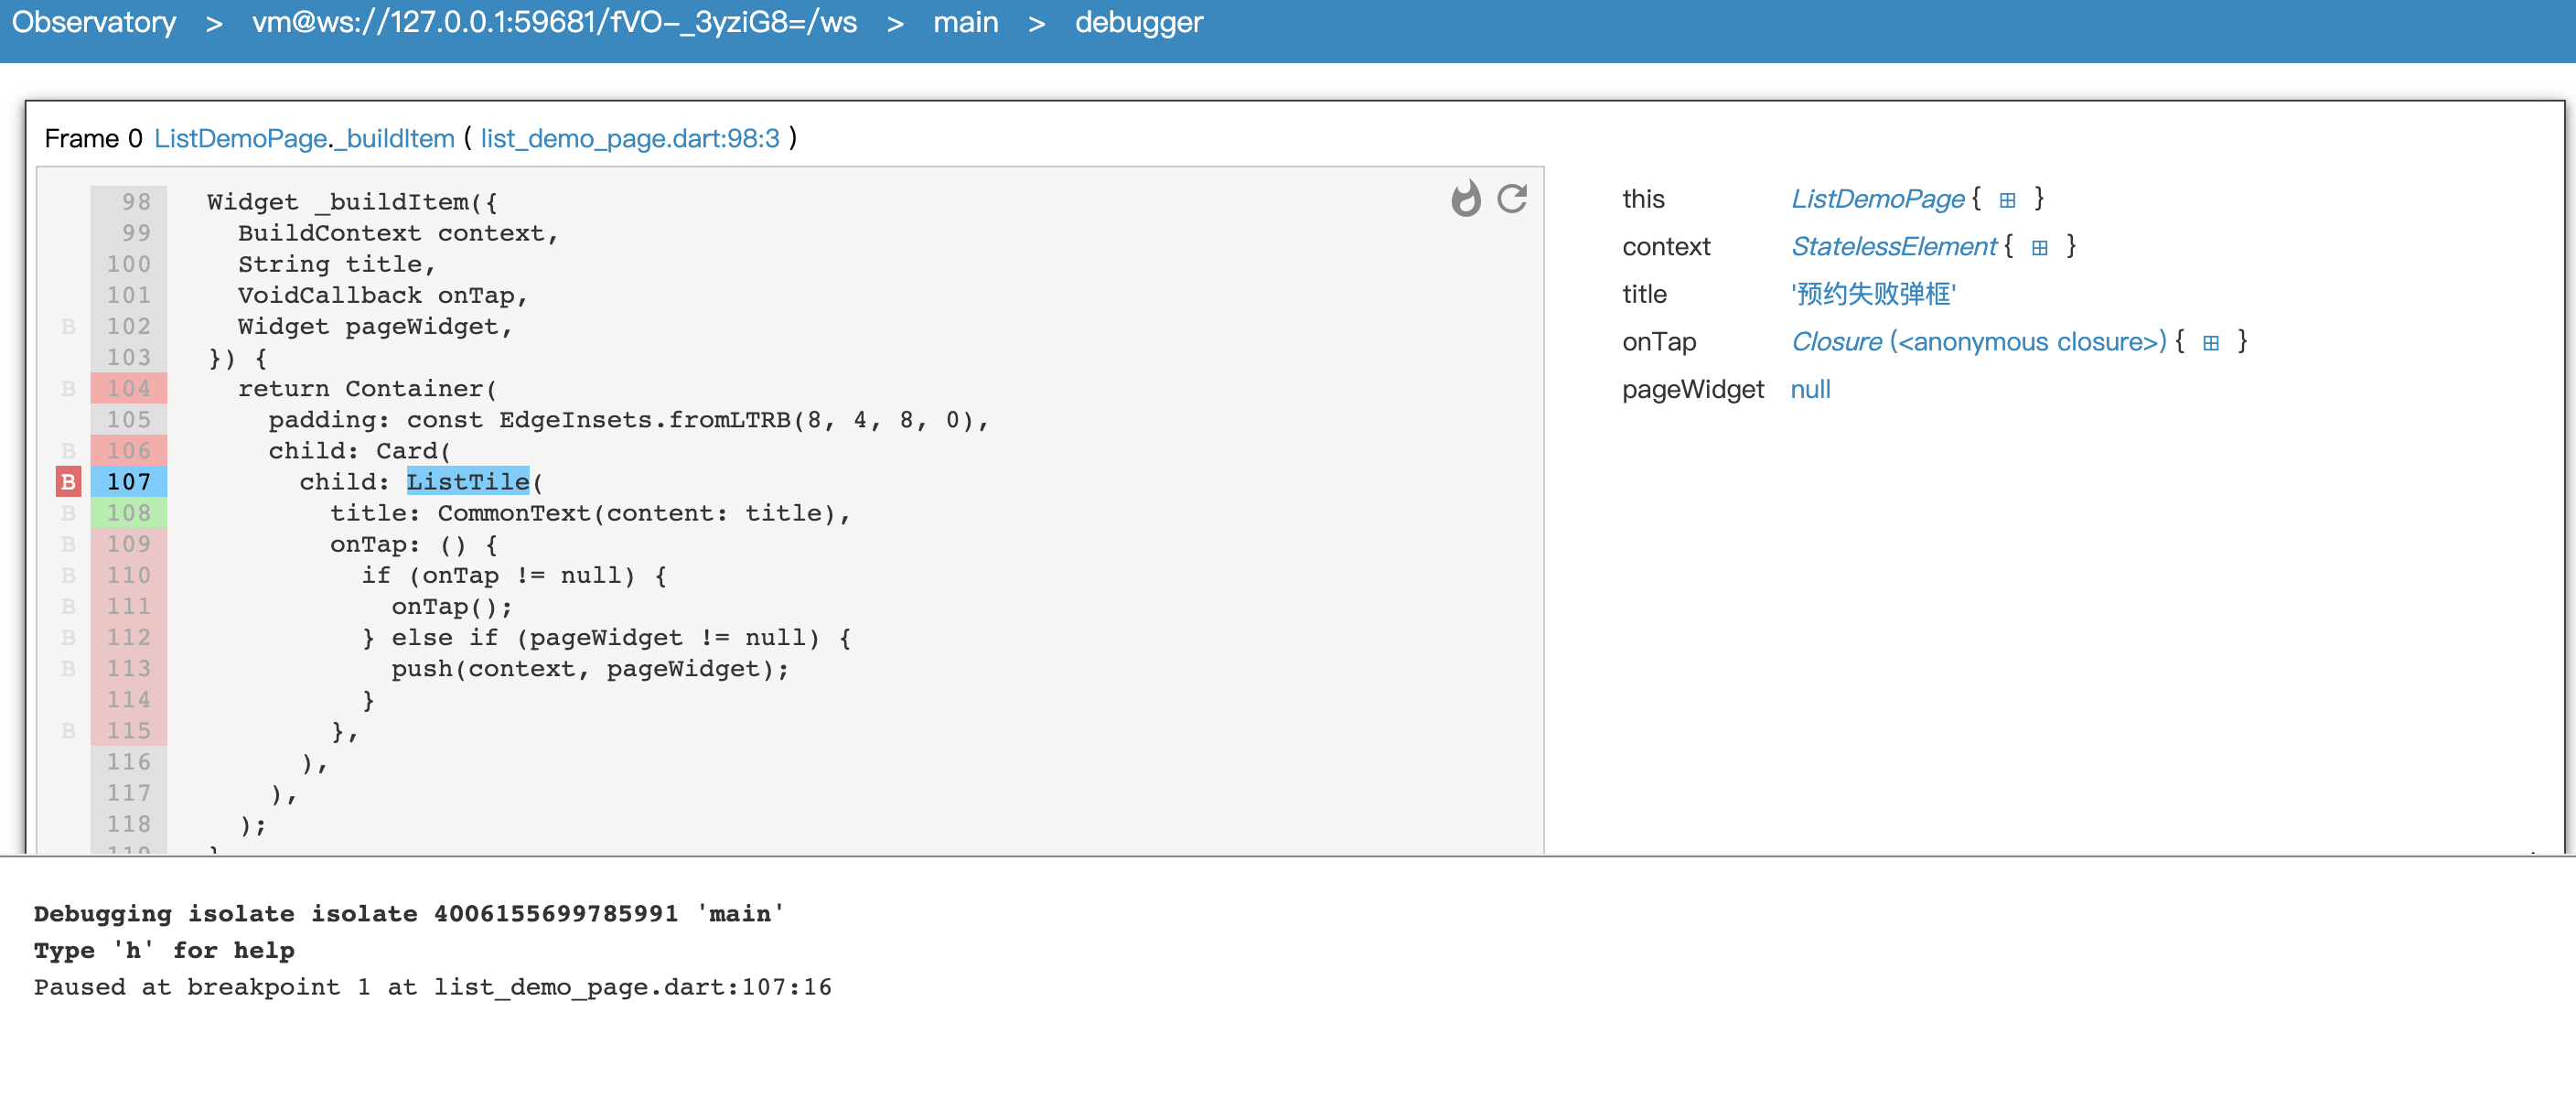 Observatory > vm@ws://127.0.0.1:59681/fVO-_3yziG8=/ws > main > debugger
Frame 0 ListDemoPage._buildItem ( list_demo_page.dart:98:3 )
98 Widget _buildItem({
99 BuildContext context,
100 String title,
101 VoidCallback onTap,
B 102 Widget pageWidget,
103 }) {
B 104 return Container(
105 padding: const EdgeInsets.fromLTRB(8, 4, 8, 0),
B 106 child: Card(
B 107 child: ListTile(
B 108 title: CommonText(content: title),
B 109 onTap: () {
B 110 if (onTap != null) {
B 111 onTap();
B 112 } else if (pageWidget != null) {
B 113 push(context, pageWidget);
114 }
B 115 },
116 ),
117 ),
118 );
119 }
this ListDemoPage { ⊞ }
context StatelessElement { ⊞ }
title '预约失败弹框'
onTap Closure (<anonymous closure>) { ⊞ }
pageWidget null
Debugging isolate isolate 4006155699785991 'main'
Type 'h' for help
Paused at breakpoint 1 at list_demo_page.dart:107:16